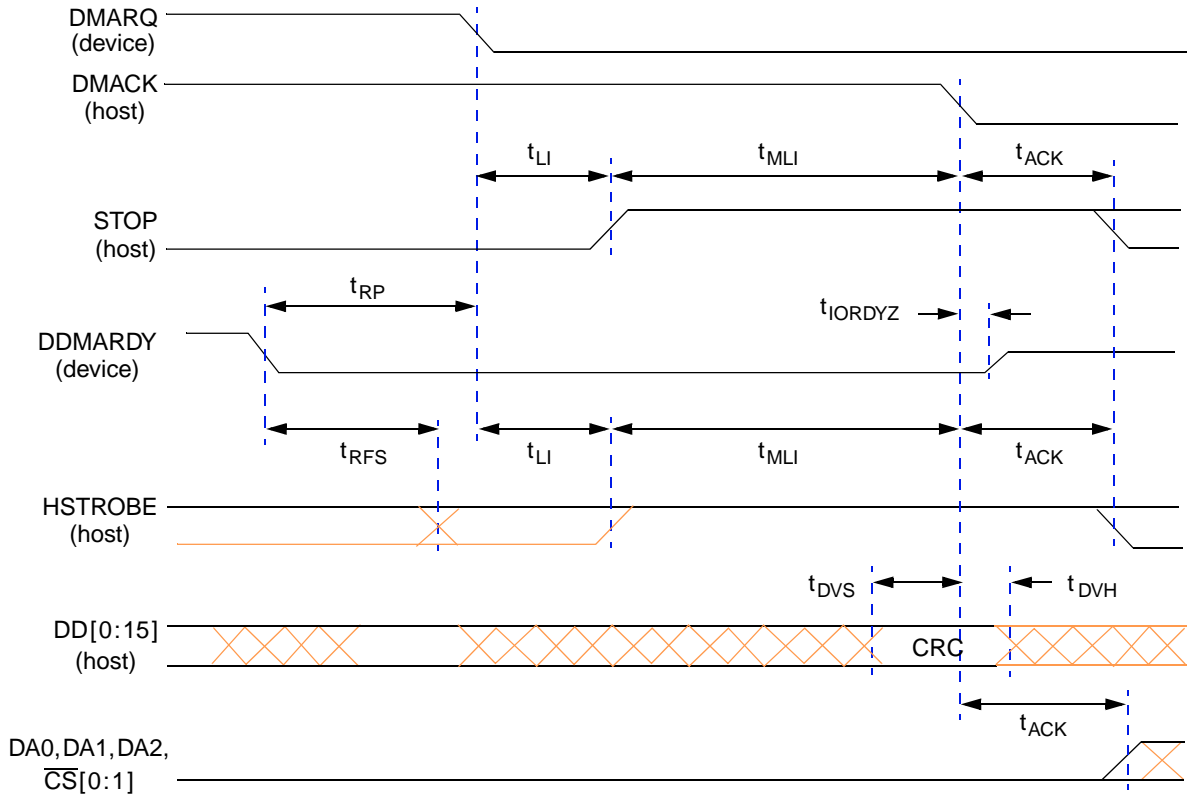 DMARQ
(device)
DMACK
(host)
tLI
tMLI
tACK
STOP
(host)
tRP
tIORDYZ
DDMARDY
(device)
tRFS
tLI
tMLI
tACK
HSTROBE
(host)
tDVS
tDVH
DD[0:15]
(host)
CRC
tACK
DA0,DA1,DA2,
C̅S̅[0:1]